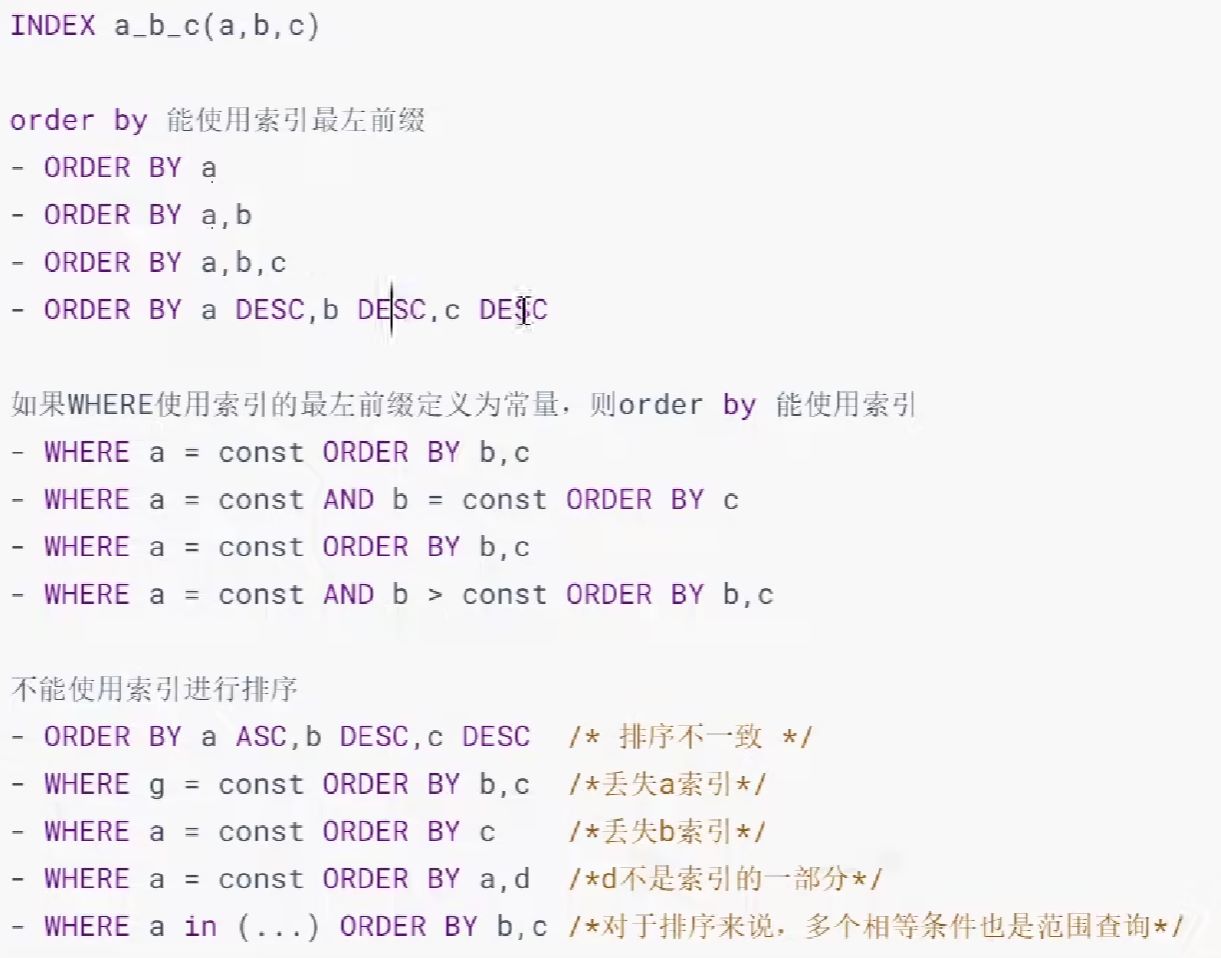 INDEX a_b_c(a,b,c)
order by 能使用索引最左前缀
- ORDER BY a
- ORDER BY a,b
- ORDER BY a,b,c
- ORDER BY a DESC,b DESC,c DESC
如果WHERE使用索引的最左前缀定义为常量，则order by 能使用索引
- WHERE a = const ORDER BY b,c
- WHERE a = const AND b = const ORDER BY c
- WHERE a = const ORDER BY b,c
- WHERE a = const AND b > const ORDER BY b,c
不能使用索引进行排序
- ORDER BY a ASC,b DESC,c DESC /* 排序不一致 */
- WHERE g = const ORDER BY b,c /*丢失a索引*/
- WHERE a = const ORDER BY c /*丢失b索引*/
- WHERE a = const ORDER BY a,d /*d不是索引的一部分*/
- WHERE a in (...) ORDER BY b,c /*对于排序来说，多个相等条件也是范围查询*/